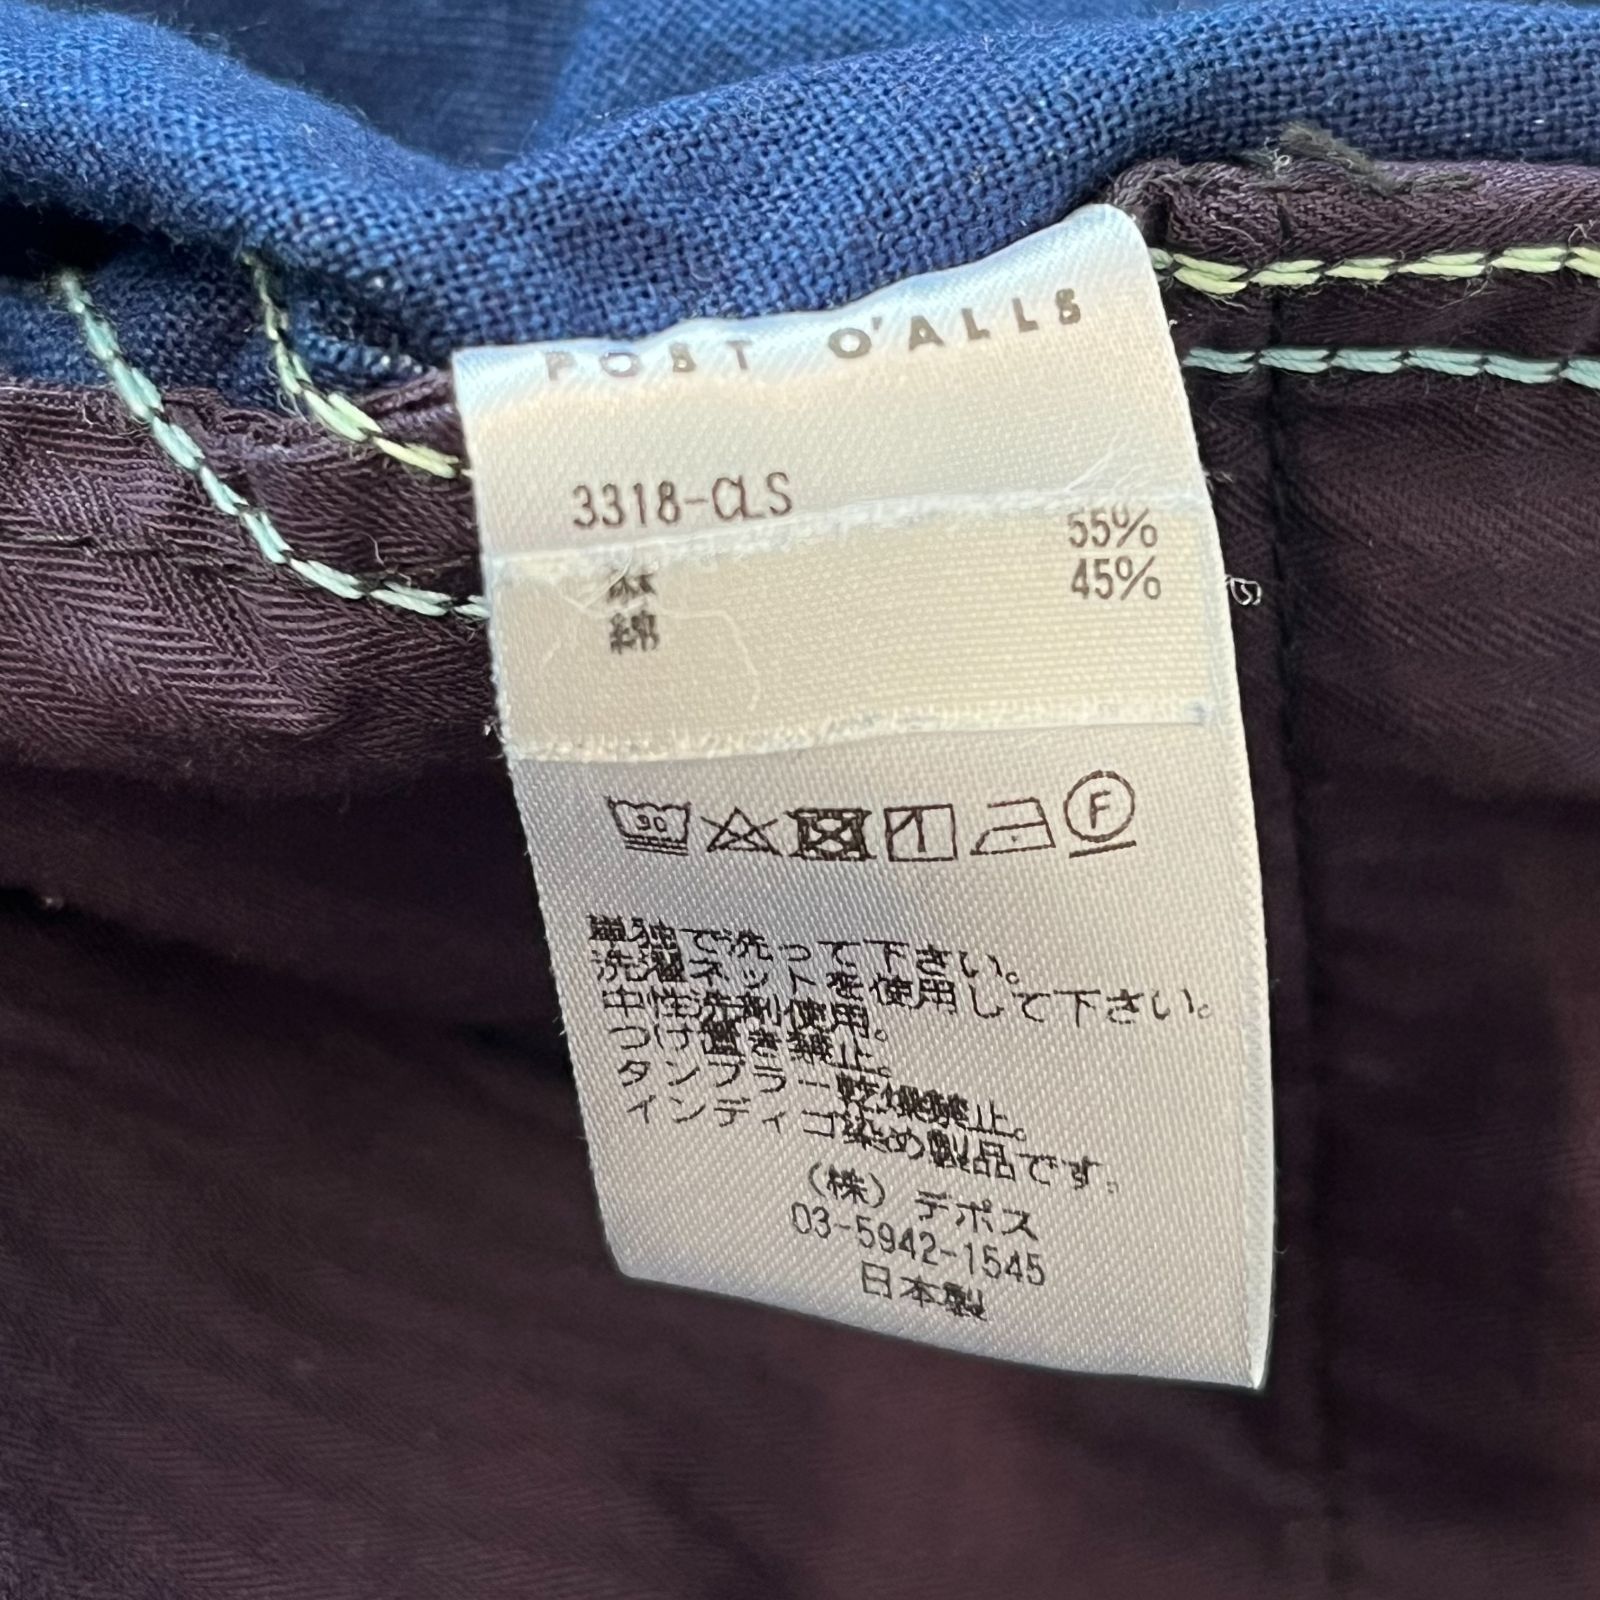 POST O'ALLS
3318-CLS
麻 55%
綿 45%
30
F
単独で洗って下さい。
洗濯ネットを使用して下さい。
中性洗剤使用。
つけ置き禁止。
タンブラー乾燥禁止。
インディゴ染め製品です。
(株) デポス
03-5942-1545
日本製